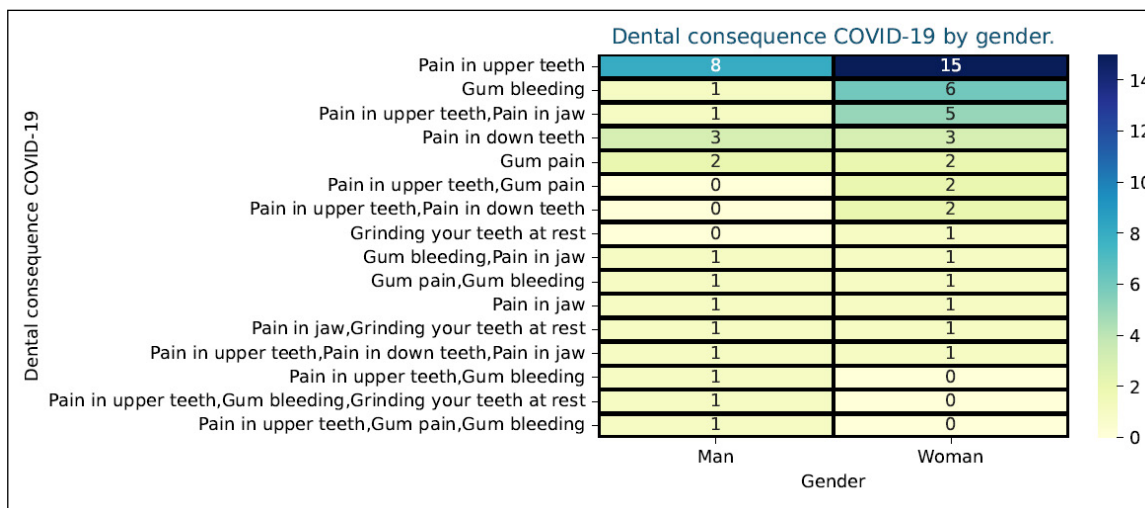 Dental consequence COVID-19 by gender.
Dental consequence COVID-19
Pain in upper teeth 8 15
Gum bleeding 1 6
Pain in upper teeth,Pain in jaw 1 5
Pain in down teeth 3 3
Gum pain 2 2
Pain in upper teeth,Gum pain 0 2
Pain in upper teeth,Pain in down teeth 0 2
Grinding your teeth at rest 0 1
Gum bleeding,Pain in jaw 1 1
Gum pain,Gum bleeding 1 1
Pain in jaw 1 1
Pain in jaw,Grinding your teeth at rest 1 1
Pain in upper teeth,Pain in down teeth,Pain in jaw 1 1
Pain in upper teeth,Gum bleeding 1 0
Pain in upper teeth,Gum bleeding,Grinding your teeth at rest 1 0
Pain in upper teeth,Gum pain,Gum bleeding 1 0
Man Woman
Gender
14
12
10
8
6
4
2
0